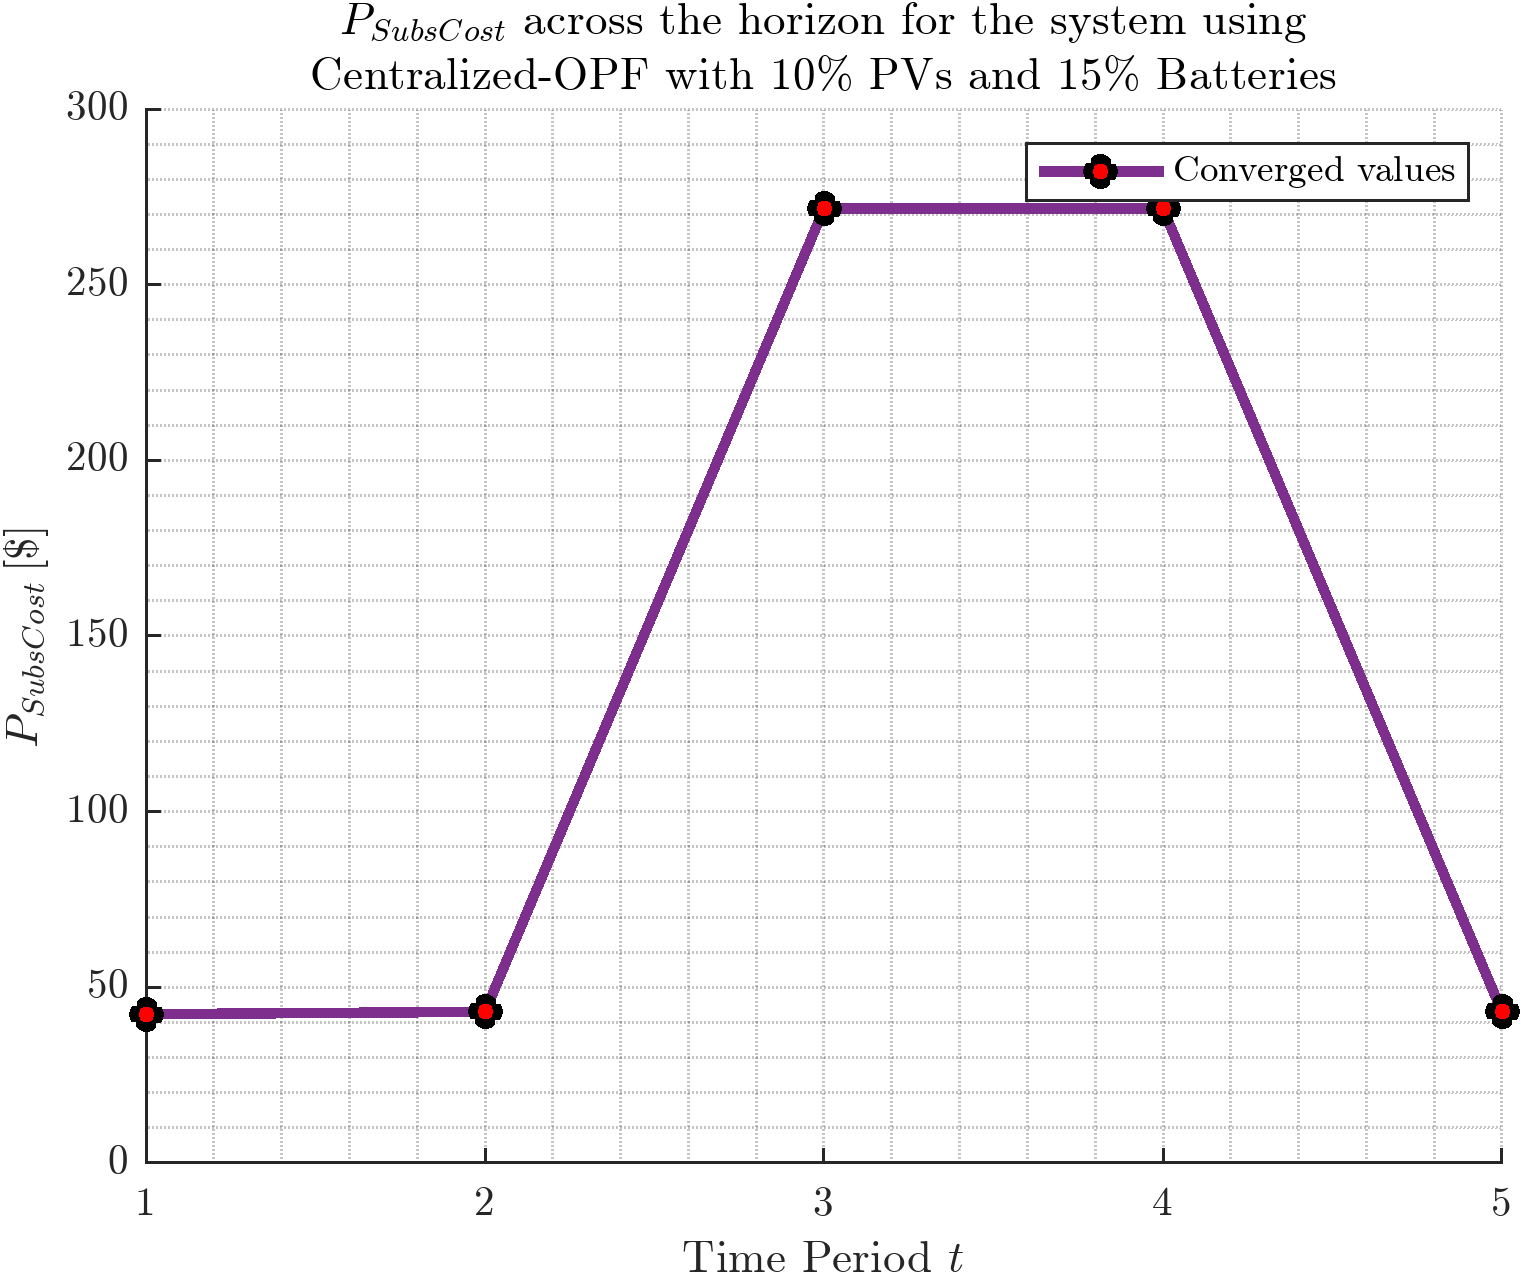 P_SubsCost across the horizon for the system using
Centralized-OPF with 10% PVs and 15% Batteries
Converged values
300
250
200
150
100
50
0
P_SubsCost [$]
1 2 3 4 5
Time Period t